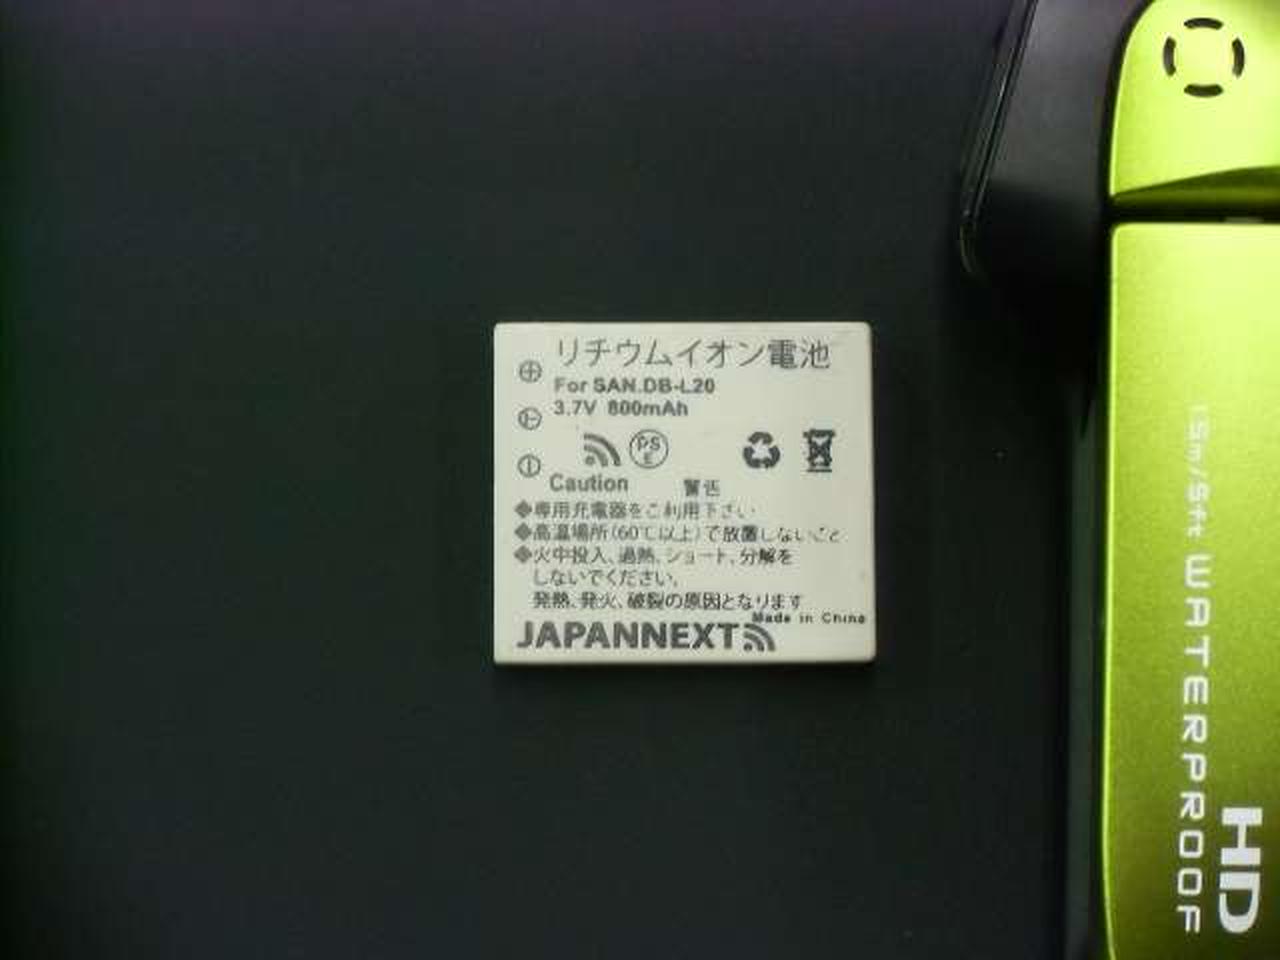 リチウムイオン電池
For SAN.DB-L20
3.7V 800mAh
PSE
Caution 警告
◆専用充電器をご利用下さい
◆高温場所(60℃以上)で放置しないこと
◆火中投入、過熱、ショート、分解を
しないでください。
発熱、発火、破裂の原因となります
Made in China
JAPANNEXT
1.5m/5ft WATERPROOF
HD